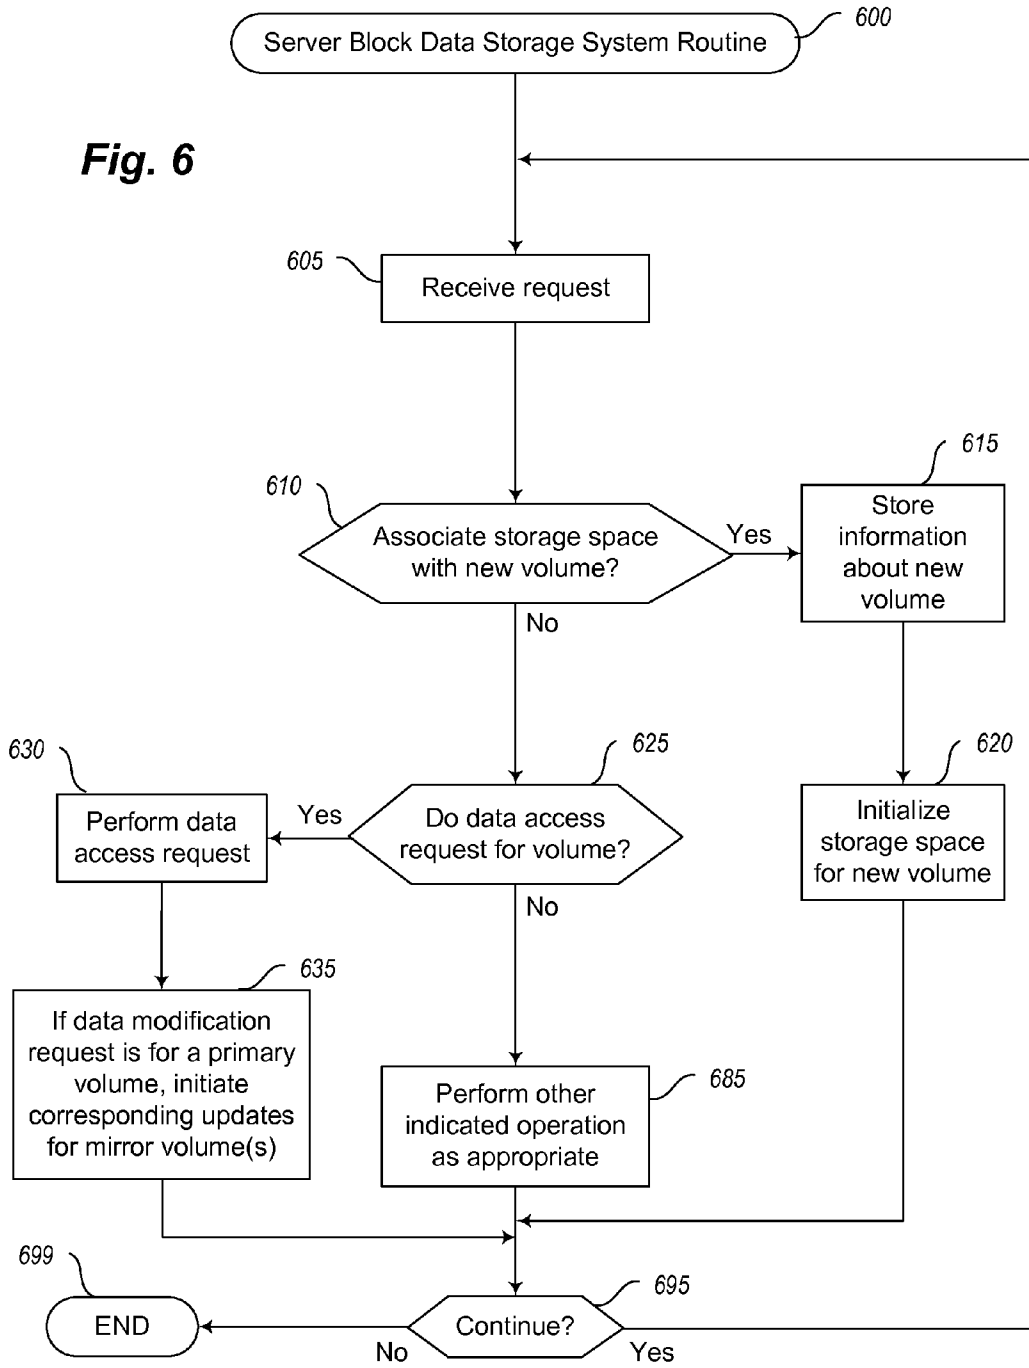 600
Server Block Data Storage System Routine
Fig. 6
605
Receive request
610
Associate storage space
with new volume?
Yes
No
615
Store
information
about new
volume
620
Initialize
storage space
for new volume
625
Do data access
request for volume?
Yes
No
630
Perform data
access request
635
If data modification
request is for a primary
volume, initiate
corresponding updates
for mirror volume(s)
685
Perform other
indicated operation
as appropriate
695
Continue?
No
Yes
699
END